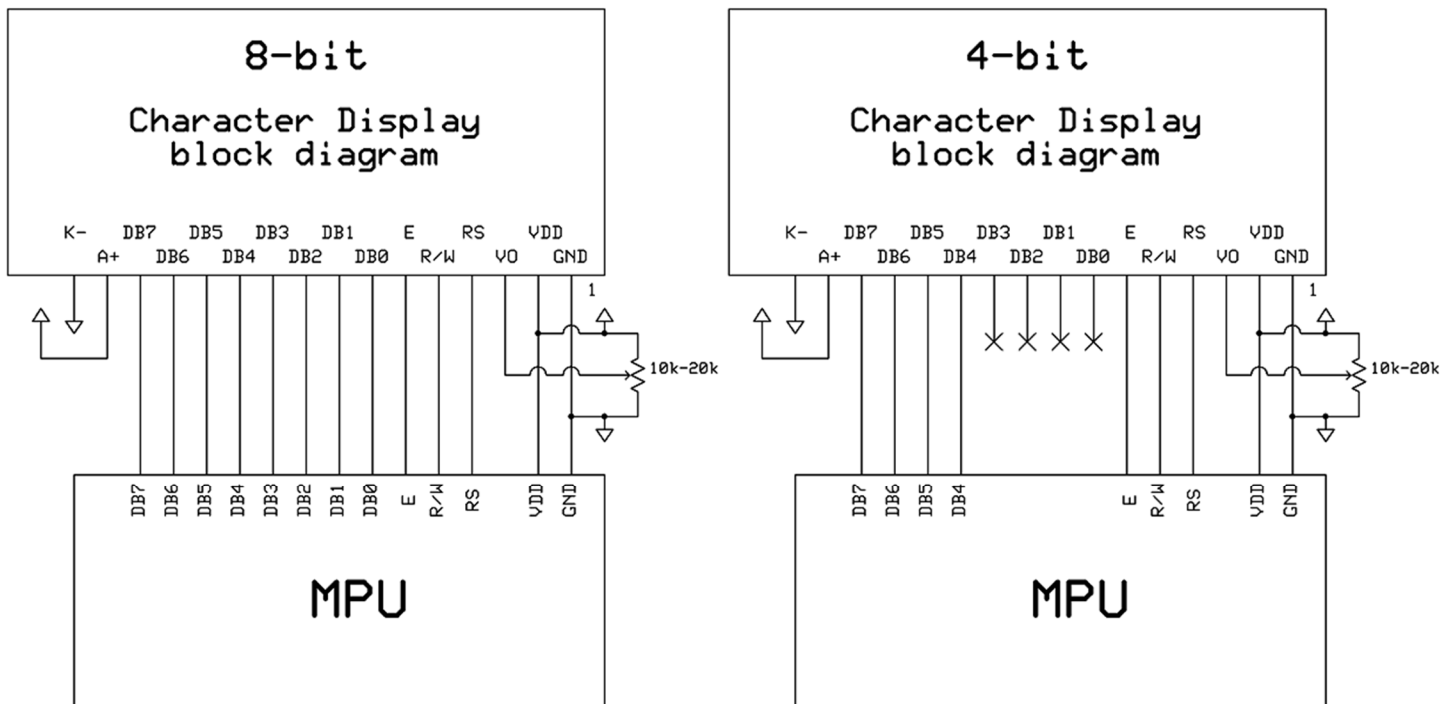 8-bit
Character Display
block diagram
K- DB7 DB5 DB3 DB1 E RS VDD
A+ DB6 DB4 DB2 DB0 R/W VO GND
1
10k-20k
DB7 DB6 DB5 DB4 DB3 DB2 DB1 DB0 E R/W RS VDD GND
MPU
4-bit
Character Display
block diagram
K- DB7 DB5 DB3 DB1 E RS VDD
A+ DB6 DB4 DB2 DB0 R/W VO GND
1
10k-20k
DB7 DB6 DB5 DB4 E R/W RS VDD GND
MPU